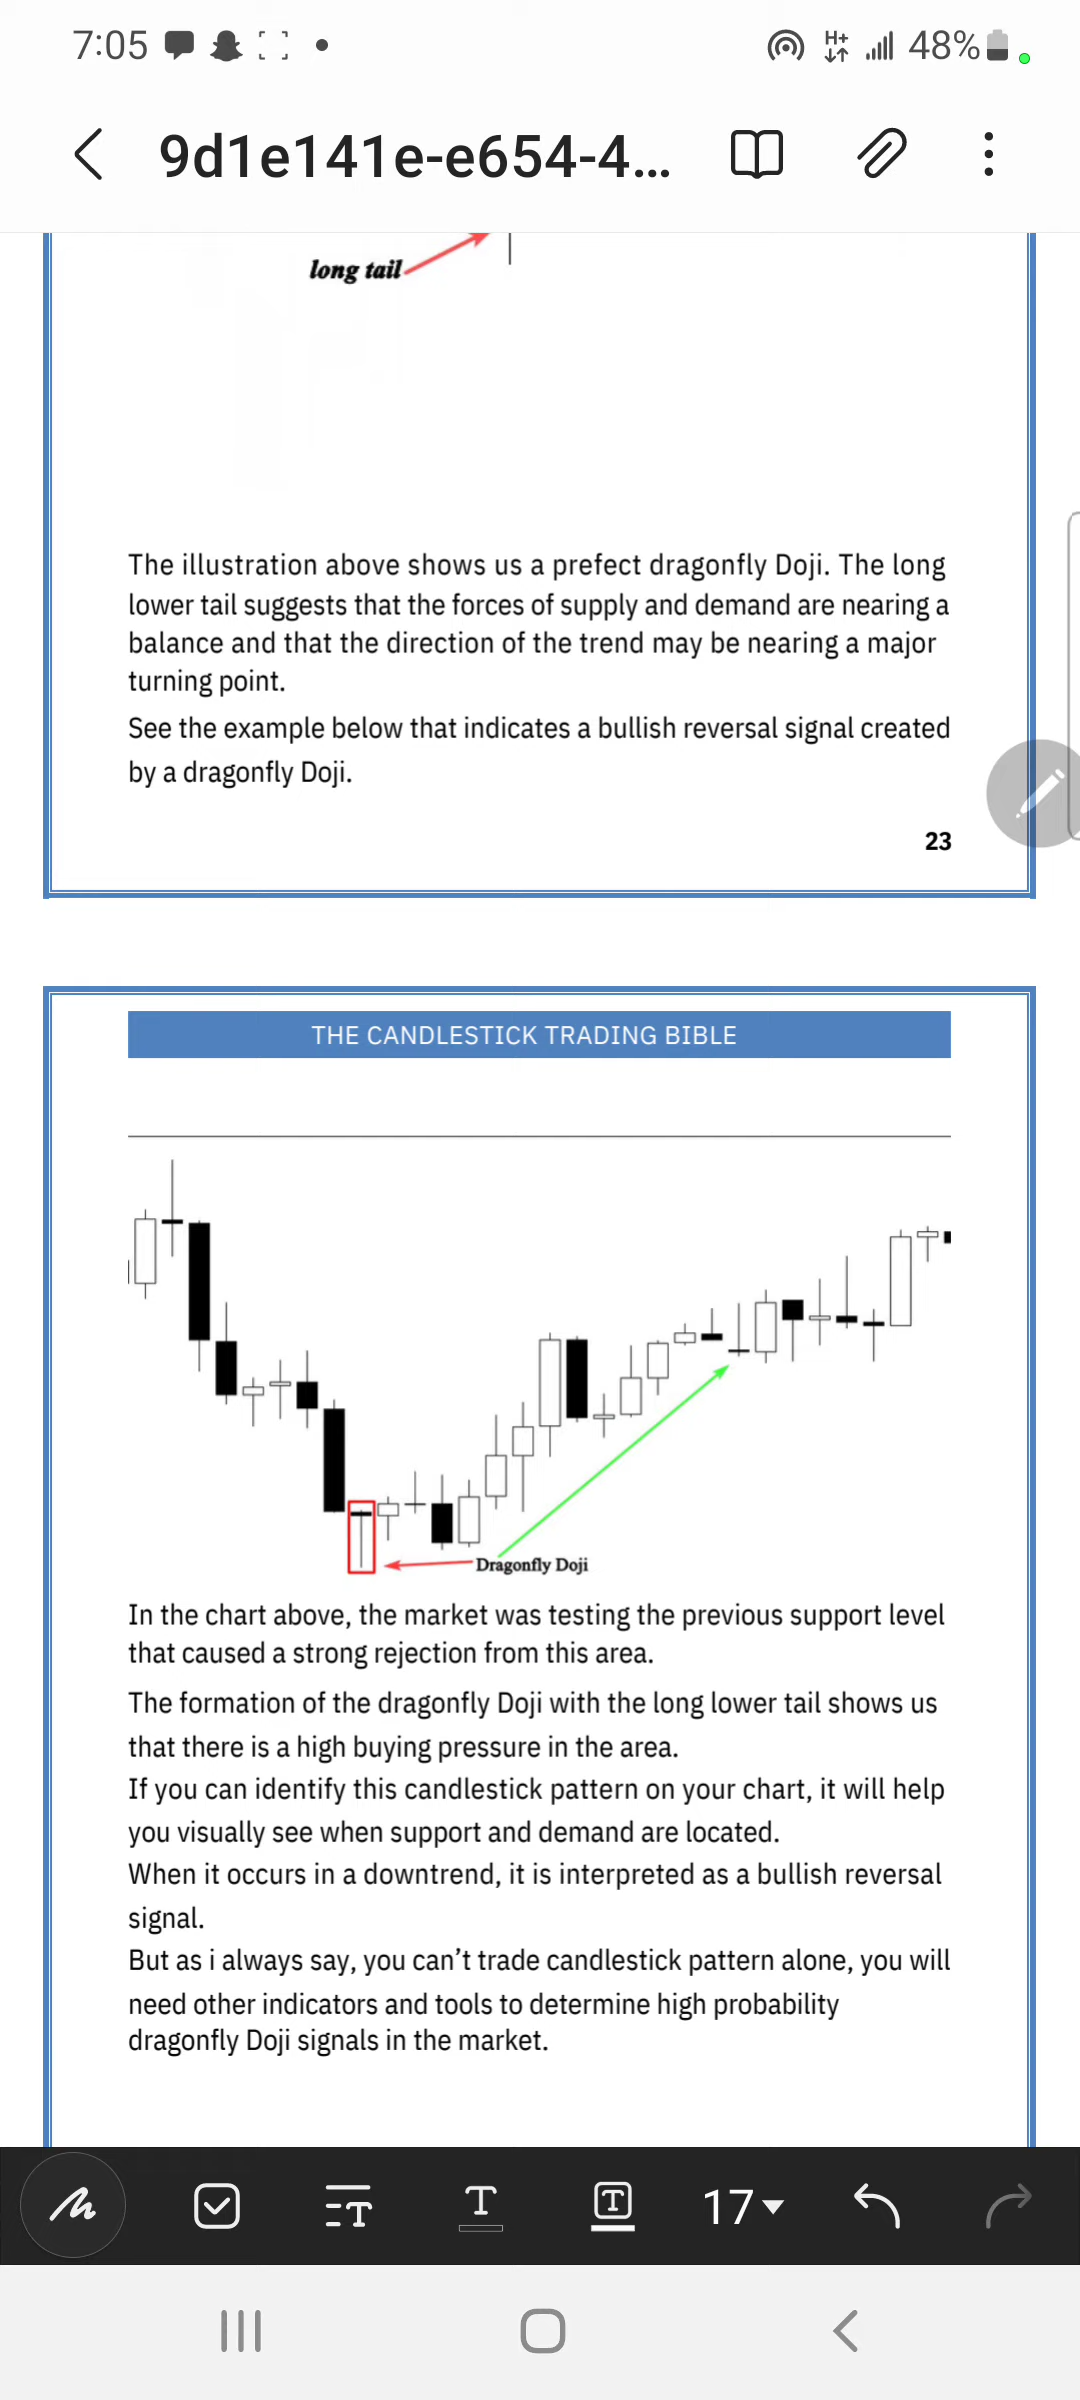 7:05
H+
48%
9d1e141e-e654-4...
long tail
The illustration above shows us a prefect dragonfly Doji. The long
lower tail suggests that the forces of supply and demand are nearing a
balance and that the direction of the trend may be nearing a major
turning point.
See the example below that indicates a bullish reversal signal created
by a dragonfly Doji.
23
THE CANDLESTICK TRADING BIBLE
Dragonfly Doji
In the chart above, the market was testing the previous support level
that caused a strong rejection from this area.
The formation of the dragonfly Doji with the long lower tail shows us
that there is a high buying pressure in the area.
If you can identify this candlestick pattern on your chart, it will help
you visually see when support and demand are located.
When it occurs in a downtrend, it is interpreted as a bullish reversal
signal.
But as i always say, you can’t trade candlestick pattern alone, you will
need other indicators and tools to determine high probability
dragonfly Doji signals in the market.
T
T
T
17